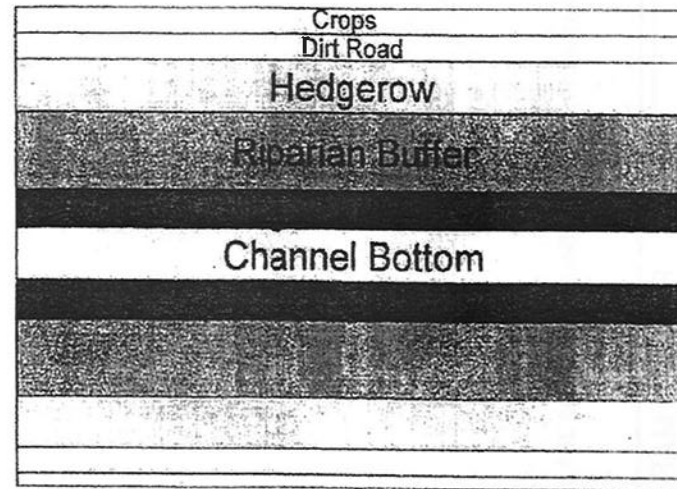 Crops
Dirt Road
Hedgerow
Riparian Buffer
Channel Bottom